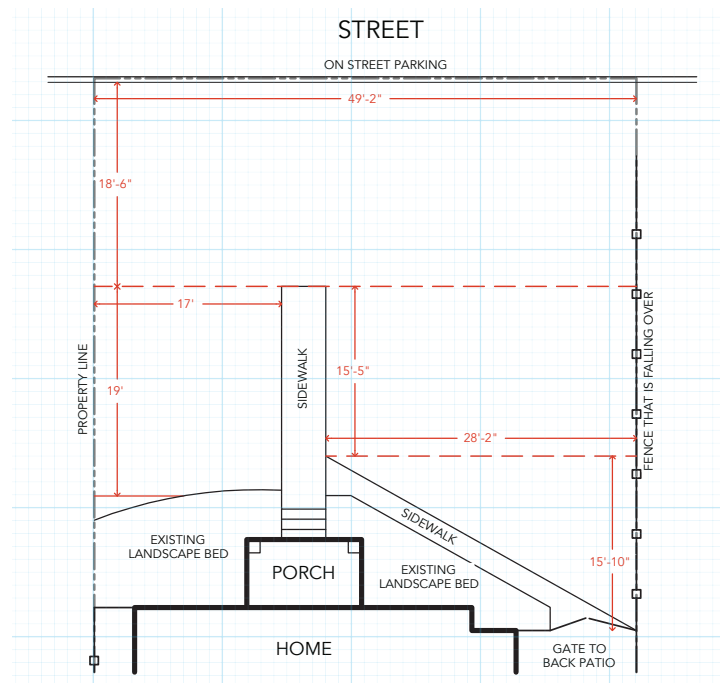 STREET
ON STREET PARKING
49'-2"
18'-6"
17'
PROPERTY LINE
19'
SIDEWALK
15'-5"
FENCE THAT IS FALLING OVER
28'-2"
SIDEWALK
EXISTING
LANDSCAPE BED
15'-10"
PORCH
EXISTING
LANDSCAPE BED
HOME
GATE TO
BACK PATIO